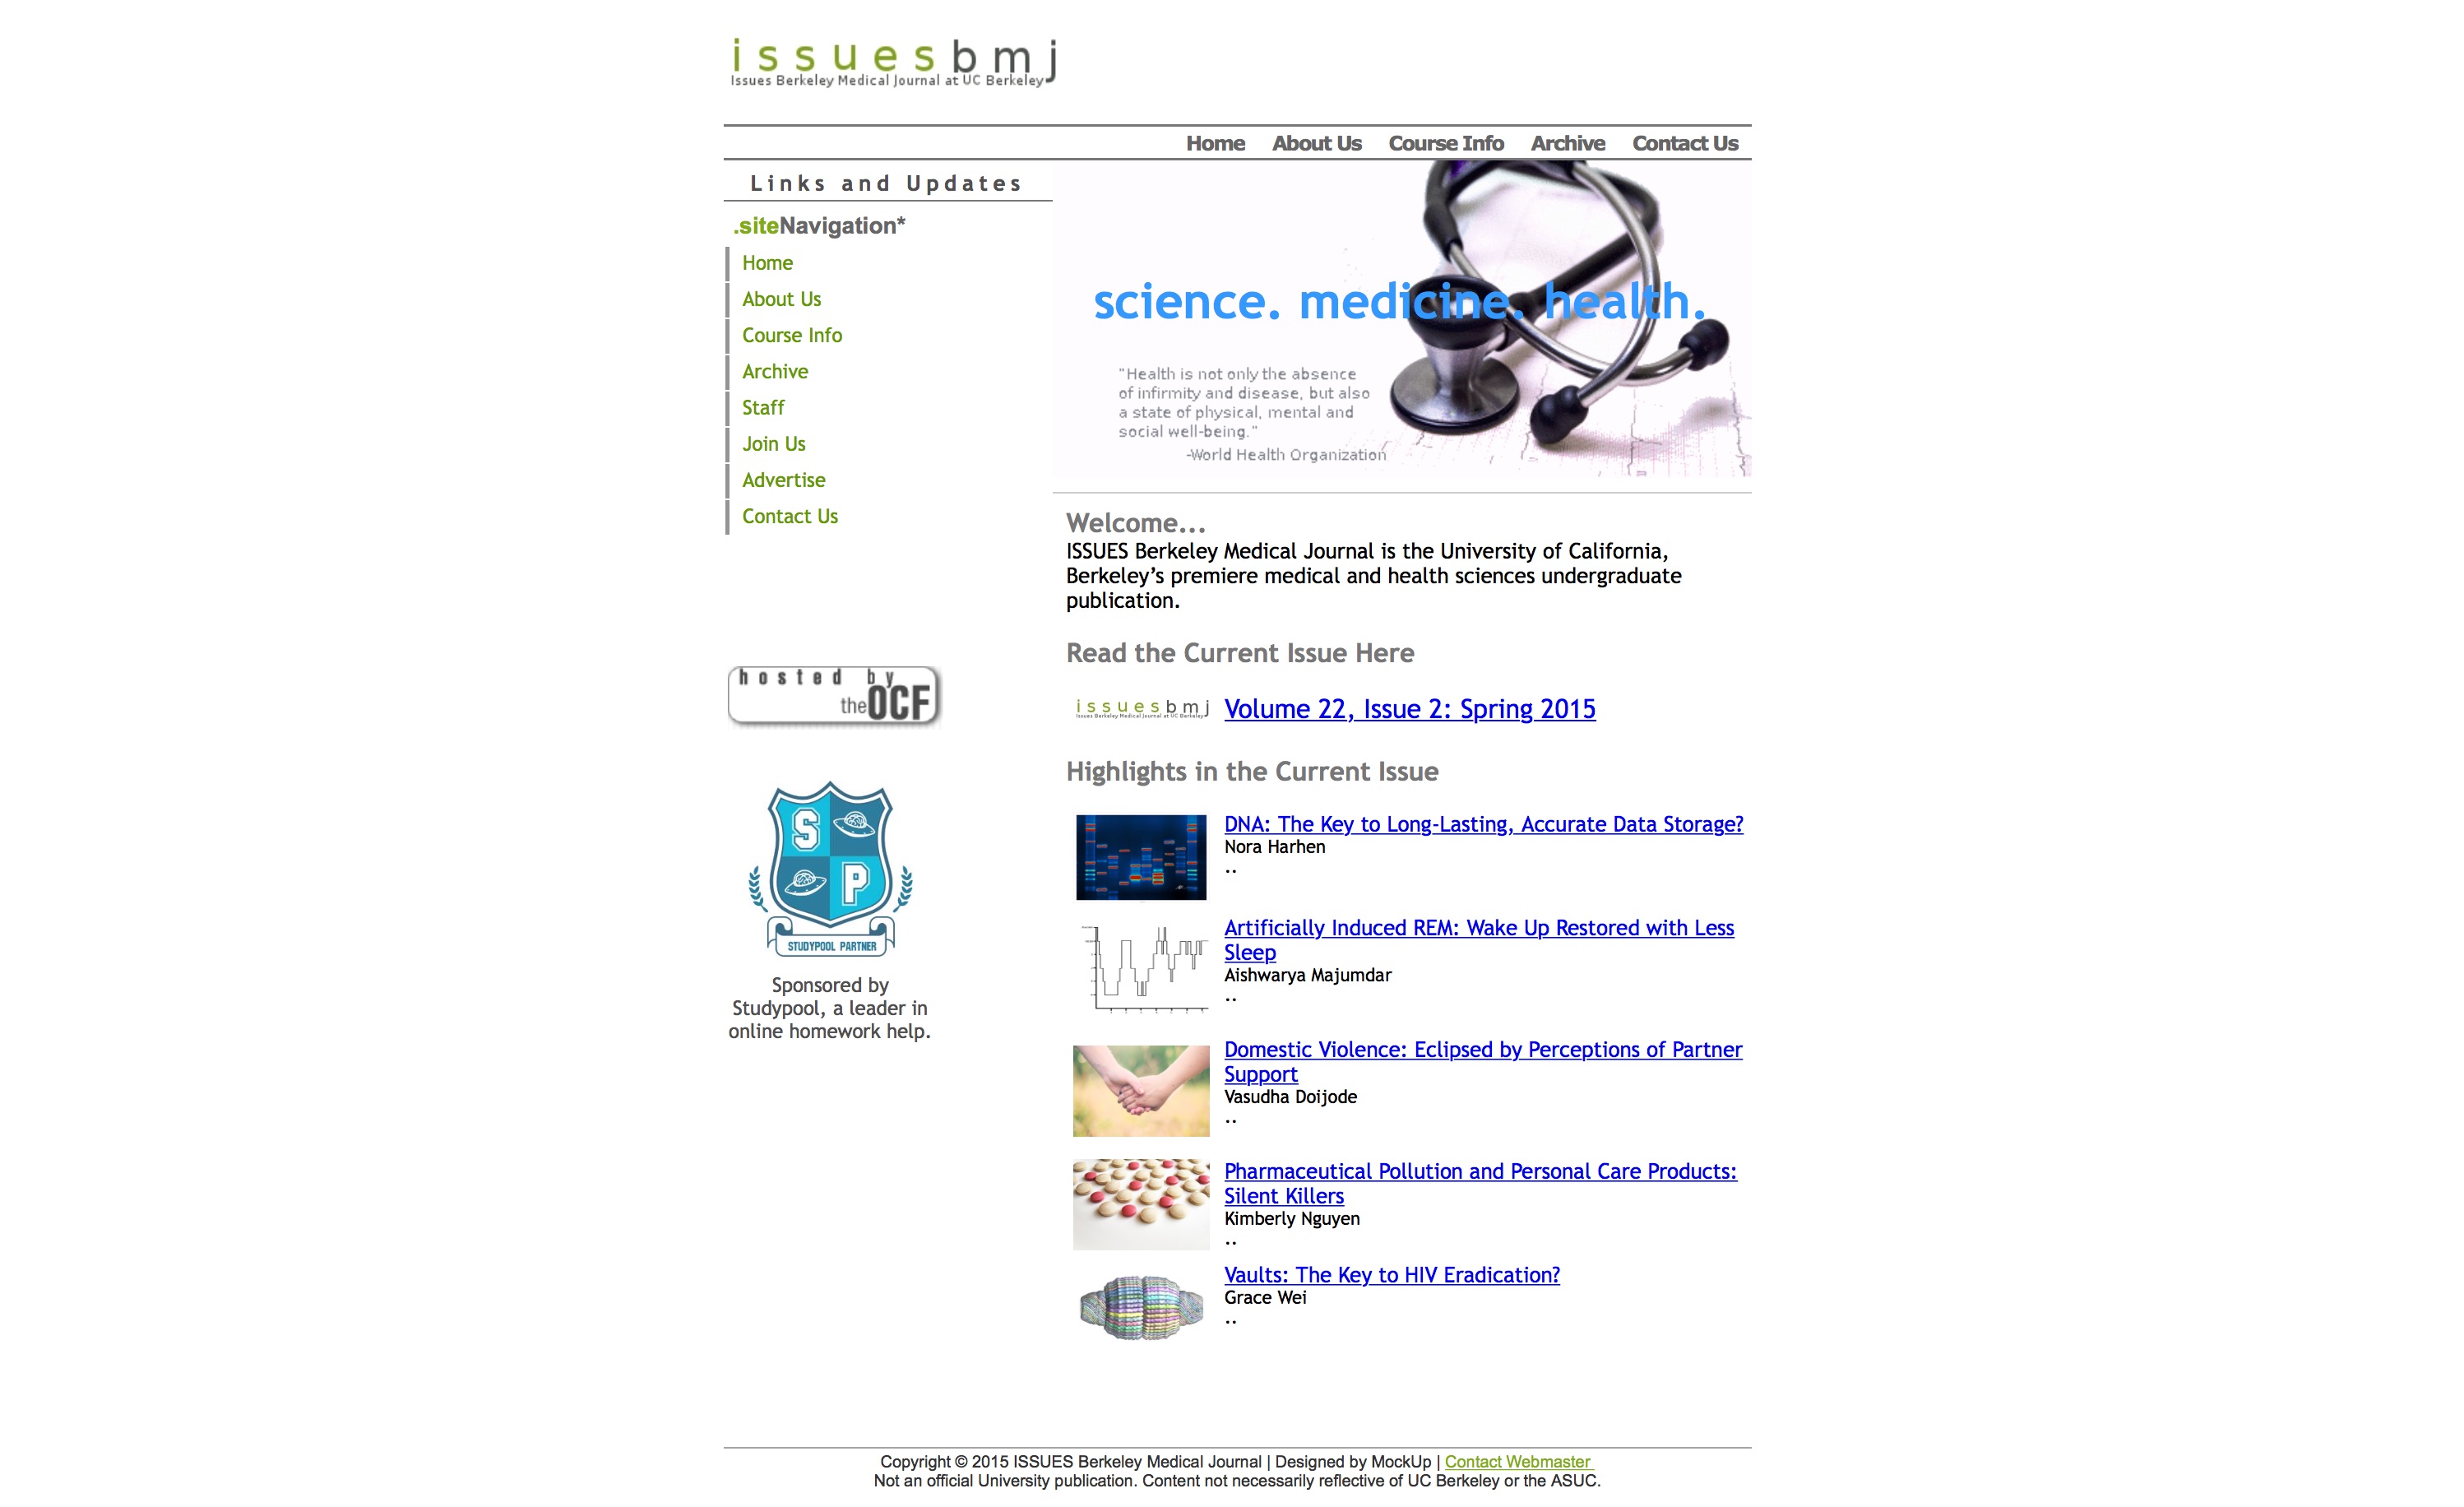 issuesbmj
Issues Berkeley Medical Journal at UC Berkeley
Home About Us Course Info Archive Contact Us
Links and Updates
.siteNavigation*
Home
About Us
Course Info
Archive
Staff
Join Us
Advertise
Contact Us
hosted by
the OCF
S
P
STUDYPOOL PARTNER
Sponsored by
Studypool, a leader in
online homework help.
science. medicine. health.
"Health is not only the absence
of infirmity and disease, but also
a state of physical, mental and
social well-being."
-World Health Organization
Welcome...
ISSUES Berkeley Medical Journal is the University of California,
Berkeley’s premiere medical and health sciences undergraduate
publication.
Read the Current Issue Here
issuesbmj
Issues Berkeley Medical Journal at UC Berkeley
Volume 22, Issue 2: Spring 2015
Highlights in the Current Issue
DNA: The Key to Long-Lasting, Accurate Data Storage?
Nora Harhen
..
Artificially Induced REM: Wake Up Restored with Less
Sleep
Aishwarya Majumdar
..
Domestic Violence: Eclipsed by Perceptions of Partner
Support
Vasudha Doijode
..
Pharmaceutical Pollution and Personal Care Products:
Silent Killers
Kimberly Nguyen
..
Vaults: The Key to HIV Eradication?
Grace Wei
..
Copyright © 2015 ISSUES Berkeley Medical Journal | Designed by MockUp | Contact Webmaster
Not an official University publication. Content not necessarily reflective of UC Berkeley or the ASUC.